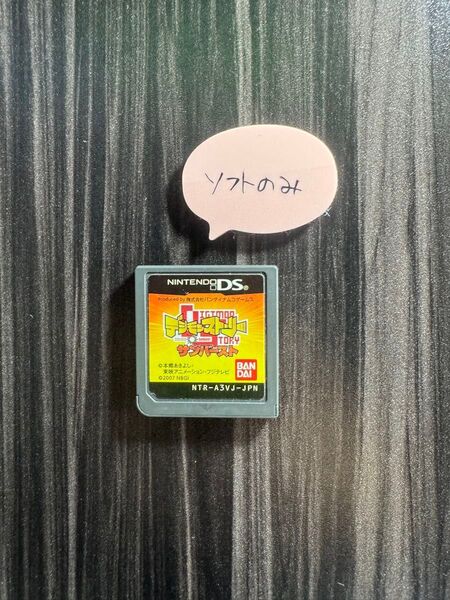 ソフトのみ
NINTENDO DS
Produced by 株式会社バンダイナムコゲームス
DIGIMON
デジモンストーリー
STORY
サンバースト
©本郷あきよし・
東映アニメーション・フジテレビ
©2007 NBGI
BAN
DAI
NTR-A3VJ-JPN